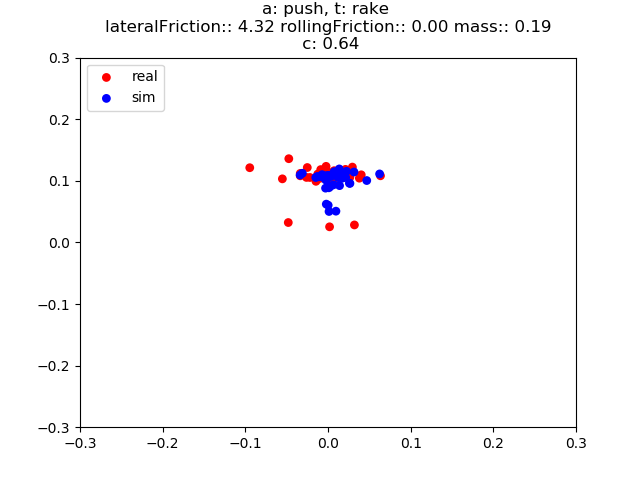 a: push, t: rake
lateralFriction:: 4.32 rollingFriction:: 0.00 mass:: 0.19
c: 0.64
real
sim
0.3
0.2
0.1
0.0
−0.1
−0.2
−0.3
−0.3 −0.2 −0.1 0.0 0.1 0.2 0.3